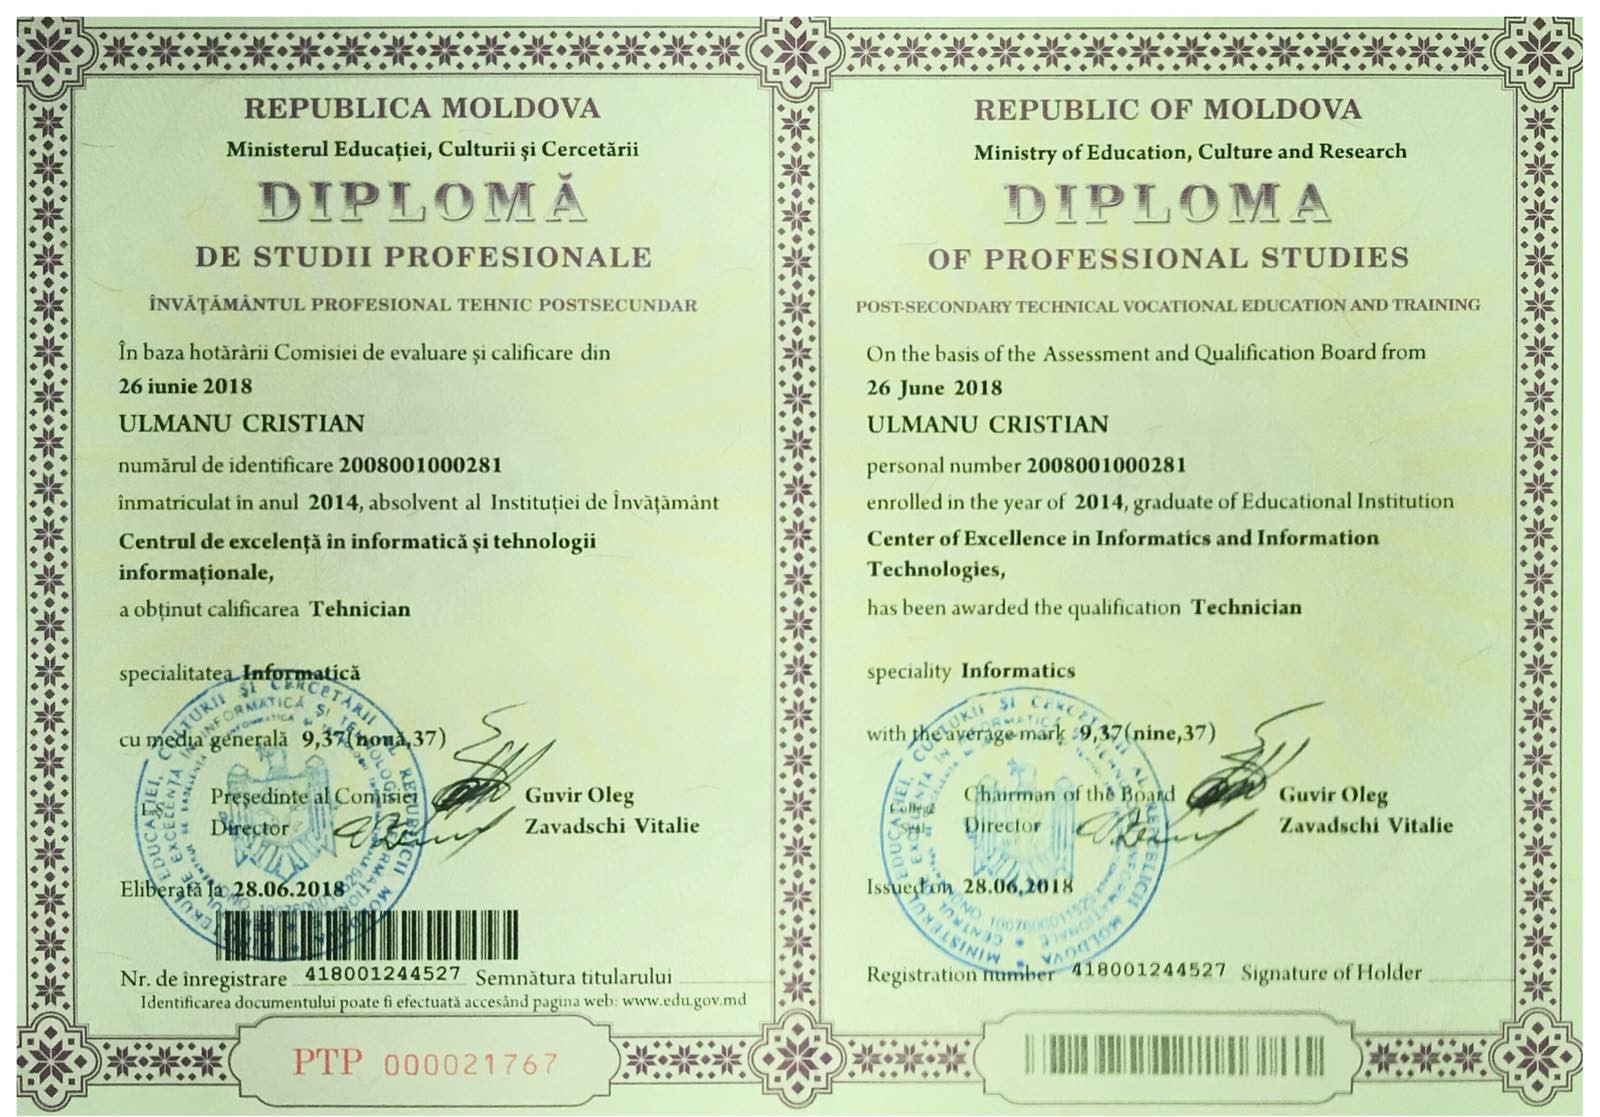 REPUBLICA MOLDOVA
Ministerul Educației, Culturii și Cercetării
DIPLOMĂ
DE STUDII PROFESIONALE
ÎNVĂȚĂMÂNTUL PROFESIONAL TEHNIC POSTSECUNDAR
În baza hotărârii Comisiei de evaluare și calificare din
26 iunie 2018
ULMANU CRISTIAN
numărul de identificare 2008001000281
înmatriculat în anul 2014, absolvent al Instituției de Învățământ
Centrul de excelență în informatică și tehnologii
informaționale,
a obținut calificarea Tehnician
specialitatea Informatică
cu media generală 9,37(nouă,37)
Președinte al Comisiei Guvir Oleg
L.Ș. Director Zavadschi Vitalie
Eliberată la 28.06.2018
Nr. de înregistrare 418001244527 Semnătura titularului
Identificarea documentului poate fi efectuată accesând pagina web: www.edu.gov.md
PTP 000021767
REPUBLIC OF MOLDOVA
Ministry of Education, Culture and Research
DIPLOMA
OF PROFESSIONAL STUDIES
POST-SECONDARY TECHNICAL VOCATIONAL EDUCATION AND TRAINING
On the basis of the Assessment and Qualification Board from
26 June 2018
ULMANU CRISTIAN
personal number 2008001000281
enrolled in the year of 2014, graduate of Educational Institution
Center of Excellence in Informatics and Information
Technologies,
has been awarded the qualification Technician
speciality Informatics
with the average mark 9,37(nine,37)
Chairman of the Board Guvir Oleg
College
Seal Director Zavadschi Vitalie
Issued on 28.06.2018
Registration number 418001244527 Signature of Holder